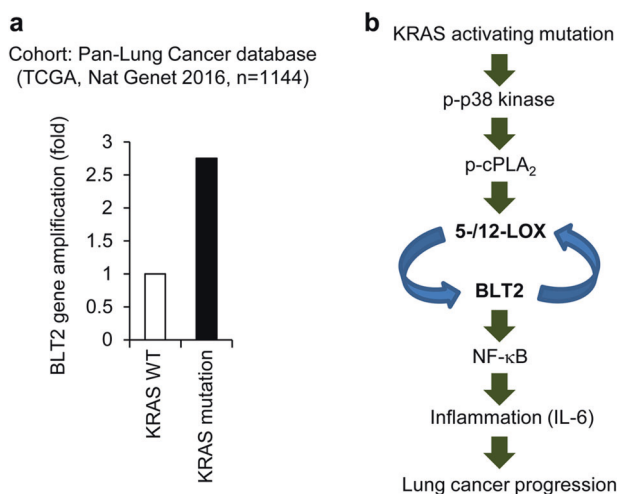 a
Cohort: Pan-Lung Cancer database
(TCGA, Nat Genet 2016, n=1144)
BLT2 gene amplification (fold)
3
2.5
2
1.5
1
0.5
0
KRAS WT
KRAS mutation
b
KRAS activating mutation
p-p38 kinase
p-cPLA₂
5-/12-LOX
BLT2
NF-κB
Inflammation (IL-6)
Lung cancer progression